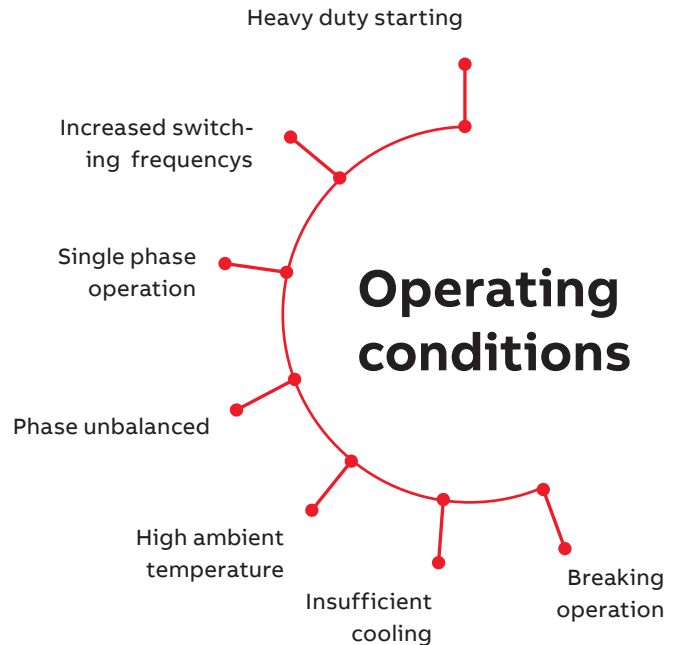 Heavy duty starting
Increased switch-
ing frequencys
Single phase
operation
Operating
conditions
Phase unbalanced
High ambient
temperature
Insufficient
cooling
Breaking
operation